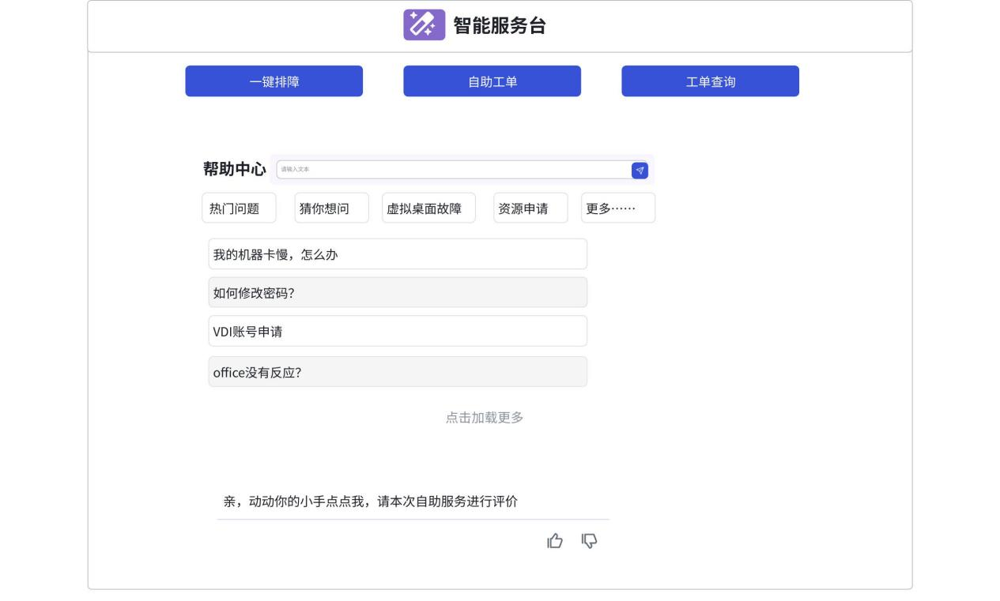 智能服务台
一键排障
自助工单
工单查询
帮助中心
请输入文本
热门问题
猜你想问
虚拟桌面故障
资源申请
更多……
我的机器卡慢，怎么办
如何修改密码？
VDI账号申请
office没有反应？
点击加载更多
亲，动动你的小手点点我，请本次自助服务进行评价